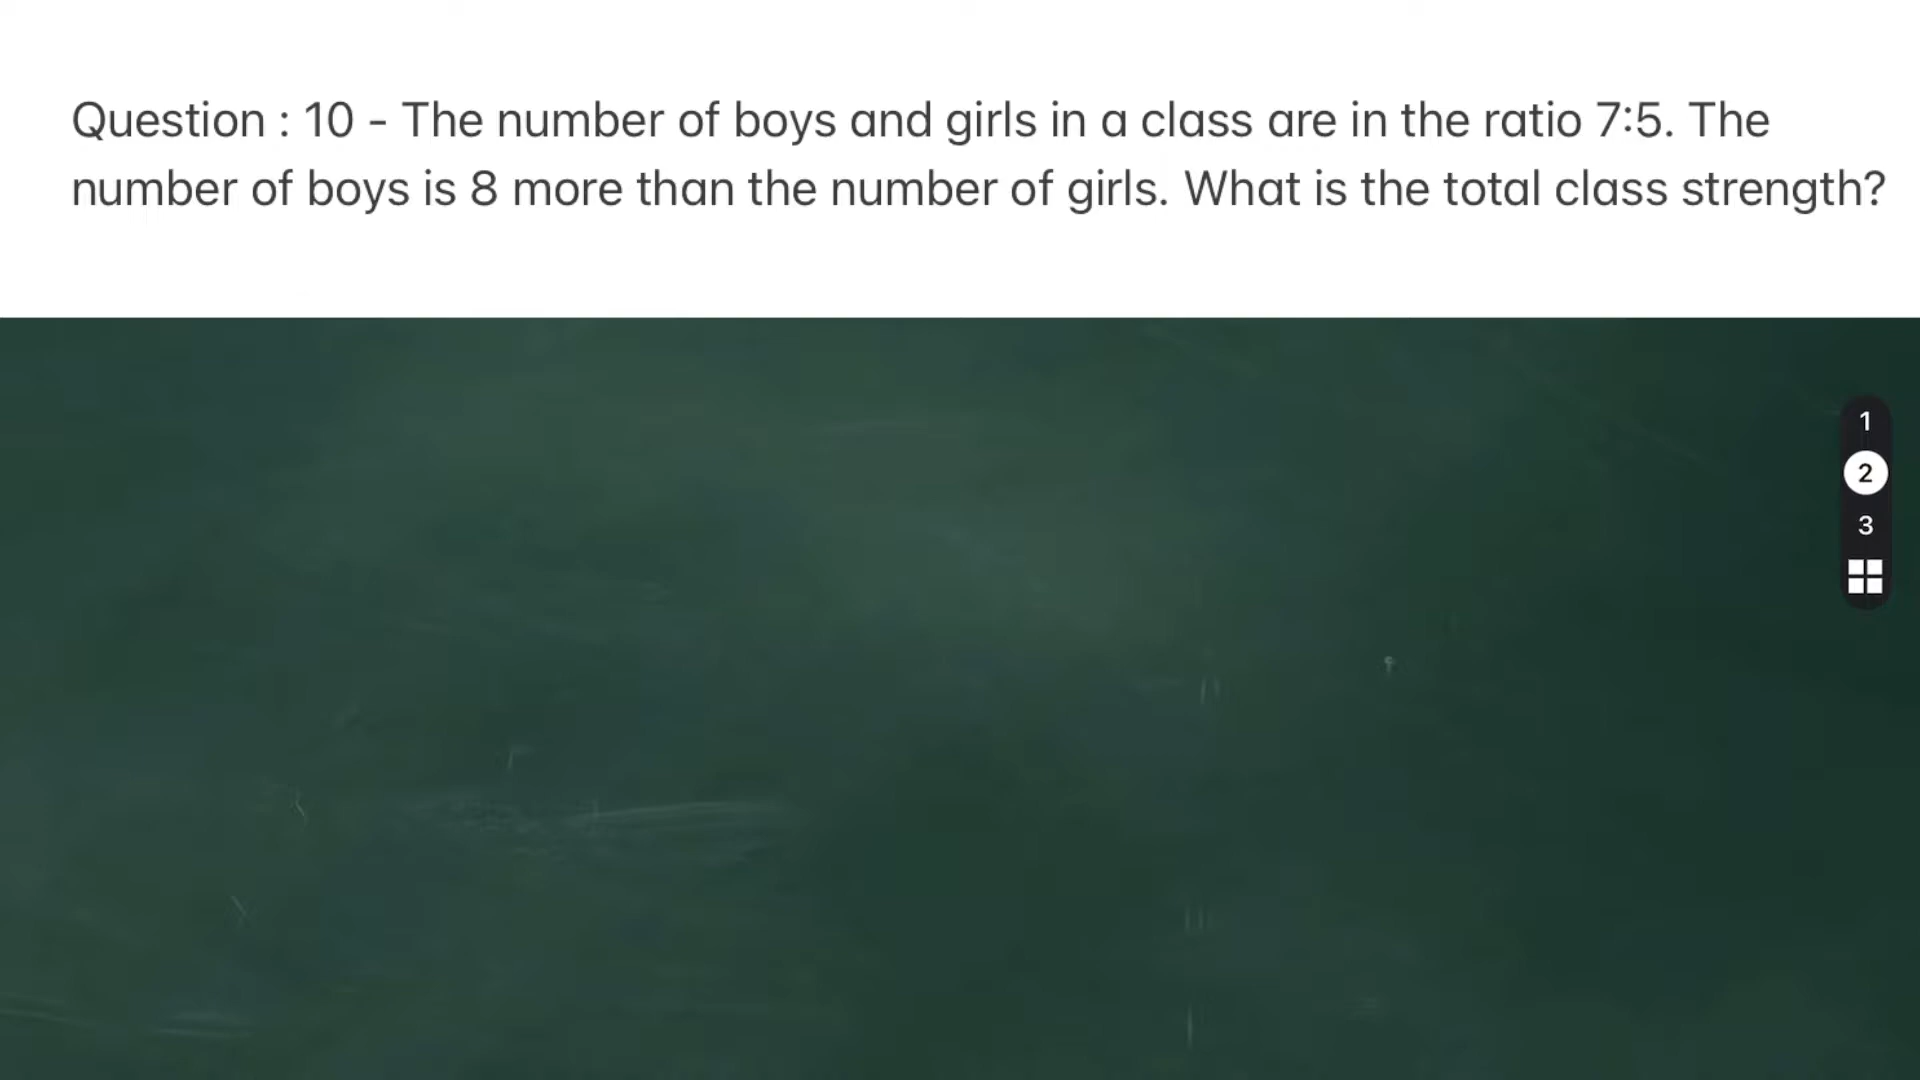 Question : 10 - The number of boys and girls in a class are in the ratio 7:5. The
number of boys is 8 more than the number of girls. What is the total class strength?
1
2
3